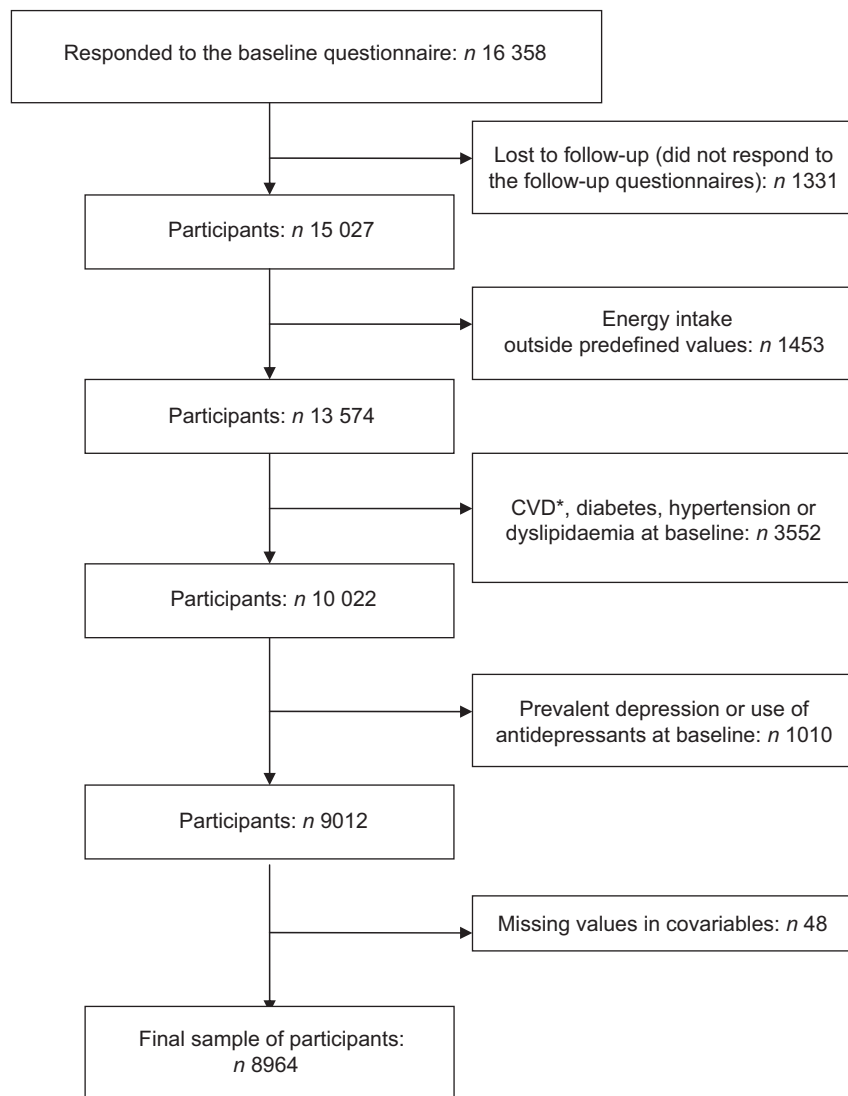 Responded to the baseline questionnaire: n 16 358
Lost to follow-up (did not respond to
the follow-up questionnaires): n 1331
Participants: n 15 027
Energy intake
outside predefined values: n 1453
Participants: n 13 574
CVD*, diabetes, hypertension or
dyslipidaemia at baseline: n 3552
Participants: n 10 022
Prevalent depression or use of
antidepressants at baseline: n 1010
Participants: n 9012
Missing values in covariables: n 48
Final sample of participants:
n 8964